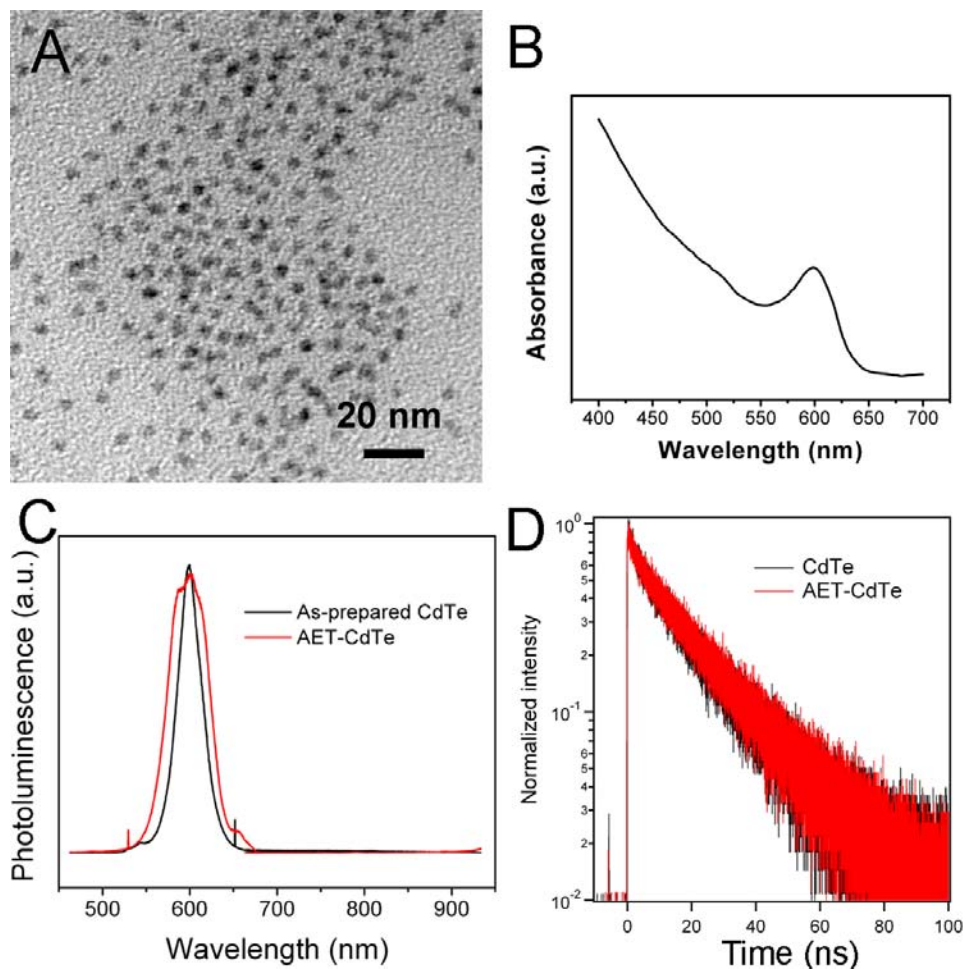 A
20 nm
B
Absorbance (a.u.)
400 450 500 550 600 650 700
Wavelength (nm)
C
Photoluminescence (a.u.)
As-prepared CdTe
AET-CdTe
500 600 700 800 900
Wavelength (nm)
D
Normalized intensity
10^0
6
5
4
3
2
10^-1
6
5
4
3
2
10^-2
CdTe
AET-CdTe
0 20 40 60 80 100
Time (ns)